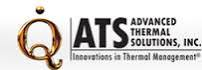 Q ATS ADVANCED
THERMAL
SOLUTIONS, INC.
Innovations in Thermal Management®